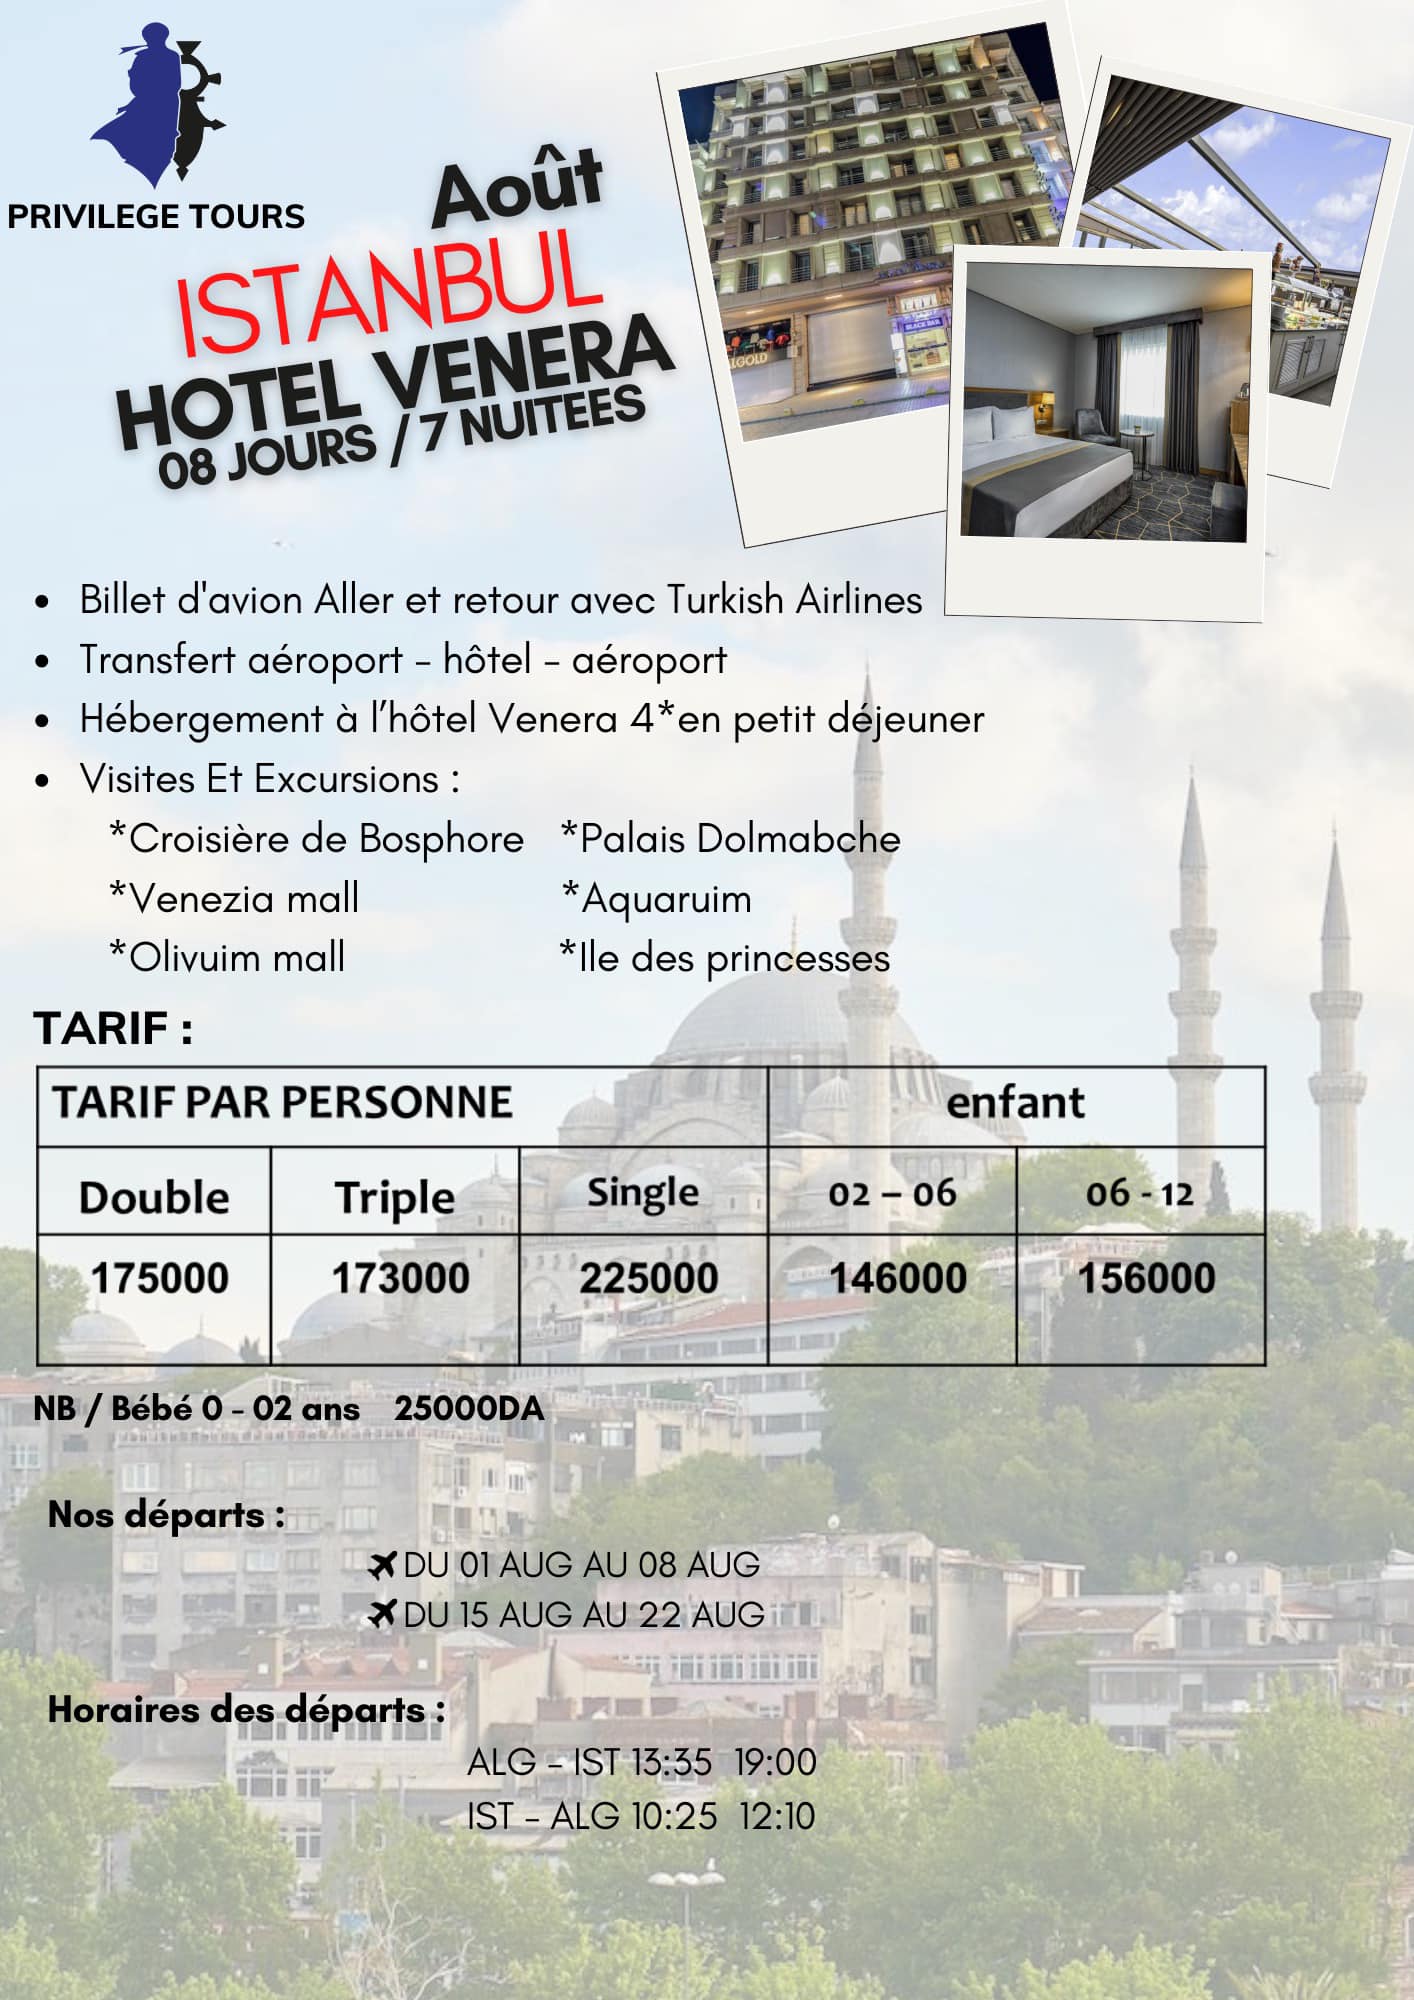 PRIVILEGE TOURS
Août
ISTANBUL
HOTEL VENERA
08 JOURS / 7 NUITEES
LGOLD
BLACK BAR
• Billet d'avion Aller et retour avec Turkish Airlines
• Transfert aéroport - hôtel - aéroport
• Hébergement à l’hôtel Venera 4*en petit déjeuner
• Visites Et Excursions :
*Croisière de Bosphore *Palais Dolmabche
*Venezia mall *Aquaruim
*Olivuim mall *Ile des princesses
TARIF :
TARIF PAR PERSONNE enfant
Double Triple Single 02 – 06 06 - 12
175000 173000 225000 146000 156000
NB / Bébé 0 - 02 ans 25000DA
Nos départs :
DU 01 AUG AU 08 AUG
DU 15 AUG AU 22 AUG
Horaires des départs :
ALG - IST 13:35 19:00
IST - ALG 10:25 12:10